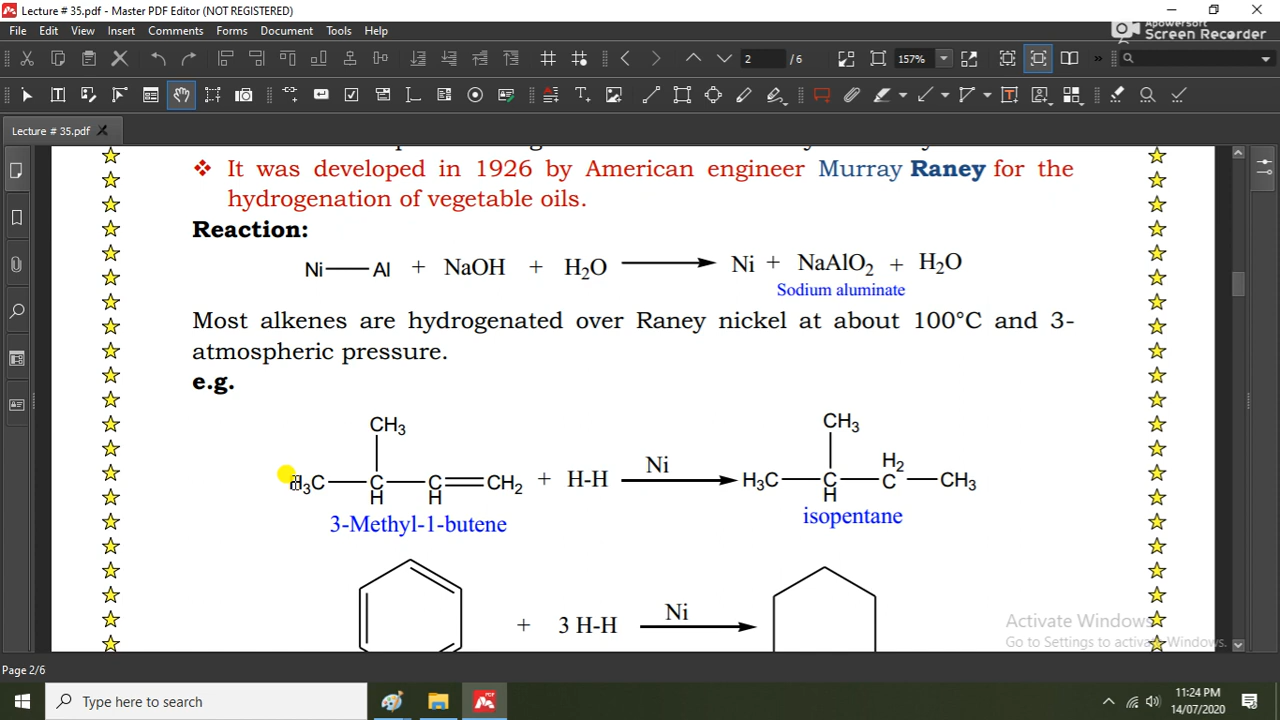 Lecture # 35.pdf - Master PDF Editor (NOT REGISTERED)
File Edit View Insert Comments Forms Document Tools Help
Apowersoft
Screen Recorder
2 /6 157%
Lecture # 35.pdf
❖ It was developed in 1926 by American engineer Murray Raney for the
hydrogenation of vegetable oils.
Reaction:
Ni—Al + NaOH + H2O → Ni + NaAlO2 + H2O
Sodium aluminate
Most alkenes are hydrogenated over Raney nickel at about 100°C and 3-
atmospheric pressure.
e.g.
CH3 CH3
H3C C H C H CH2 + H-H Ni H3C C H H2 C CH3
3-Methyl-1-butene isopentane
+ 3 H-H Ni
Activate Windows
Go to Settings to activate Windows.
Page 2/6
Type here to search
11:24 PM
14/07/2020